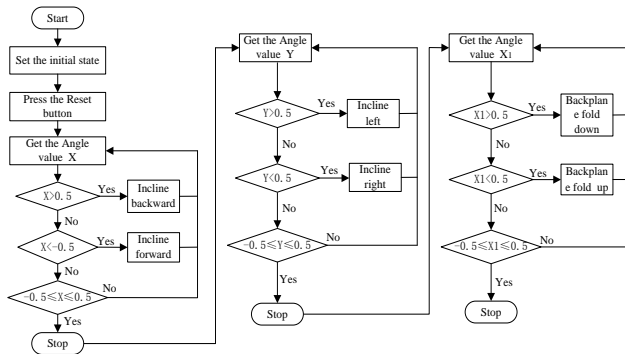 Start
Set the initial state
Press the Reset
button
Get the Angle
value X
X>0.5
Yes
Incline
backward
No
X<-0.5
Yes
Incline
forward
No
-0.5≤X≤0.5
No
Yes
Stop
Get the Angle
value Y
Y>0.5
Yes
Incline
left
No
Y<0.5
Yes
Incline
right
No
-0.5≤Y≤0.5
No
Yes
Stop
Get the Angle
value X1
X1>0.5
Yes
Backplan
e fold
down
No
X1<0.5
Yes
Backplan
e fold up
No
-0.5≤X1≤0.5
No
Yes
Stop